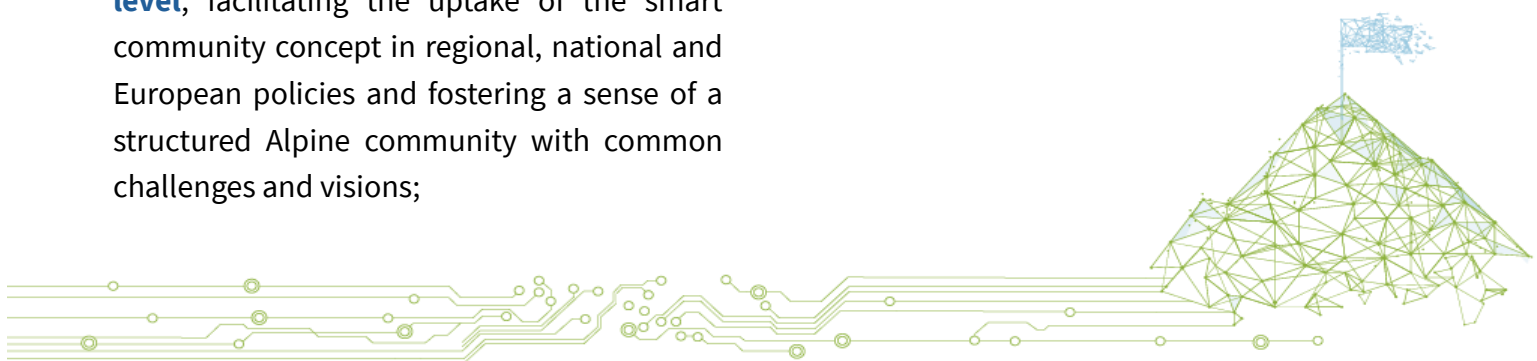 level, facilitating the uptake of the smart
community concept in regional, national and
European policies and fostering a sense of a
structured Alpine community with common
challenges and visions;